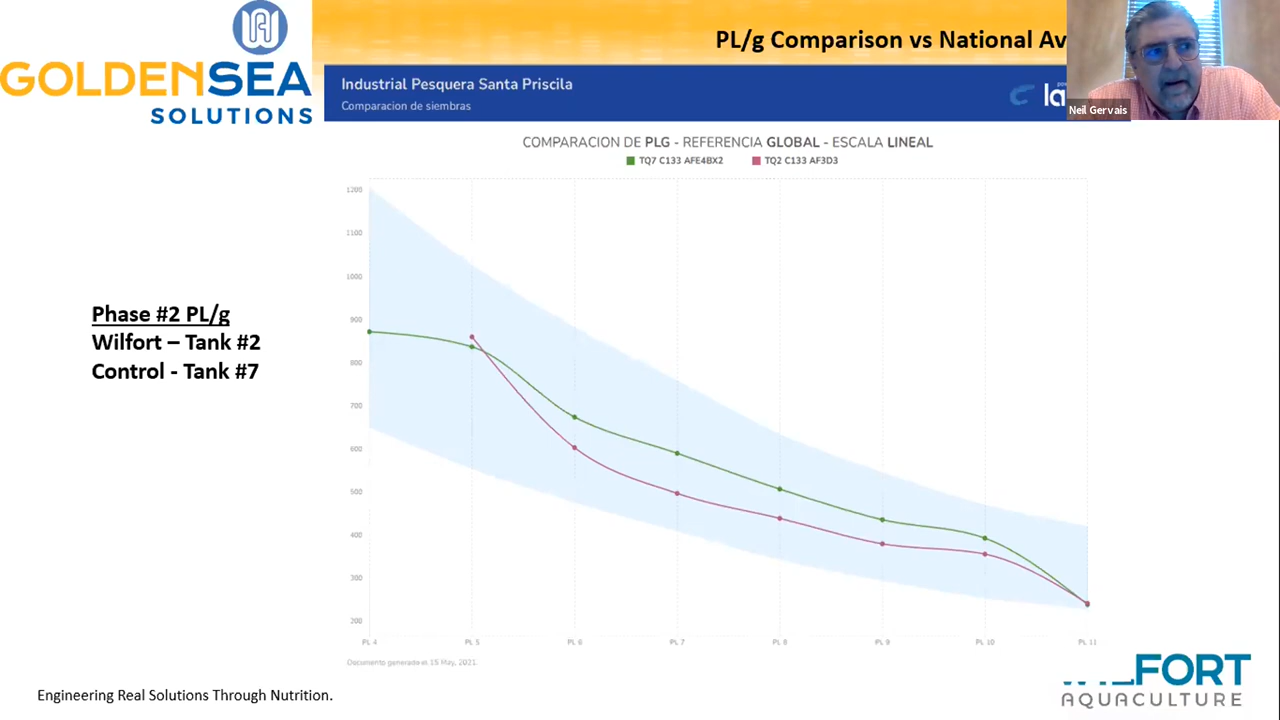 GOLDENSEA
SOLUTIONS
PL/g Comparison vs National Av
Industrial Pesquera Santa Priscila
Comparacion de siembras
la
Neil Gervais
COMPARACION DE PLG - REFERENCIA GLOBAL - ESCALA LINEAL
TQ7 C133 AFE4BX2
TQ2 C133 AF3D3
1200
1100
1000
900
800
700
600
500
400
300
200
PL 4
PL 5
PL 6
PL 7
PL 8
PL 9
PL 10
PL 11
Phase #2 PL/g
Wilfort – Tank #2
Control - Tank #7
Documento generado el 15 May, 2021.
Engineering Real Solutions Through Nutrition.
WILFORT
AQUACULTURE